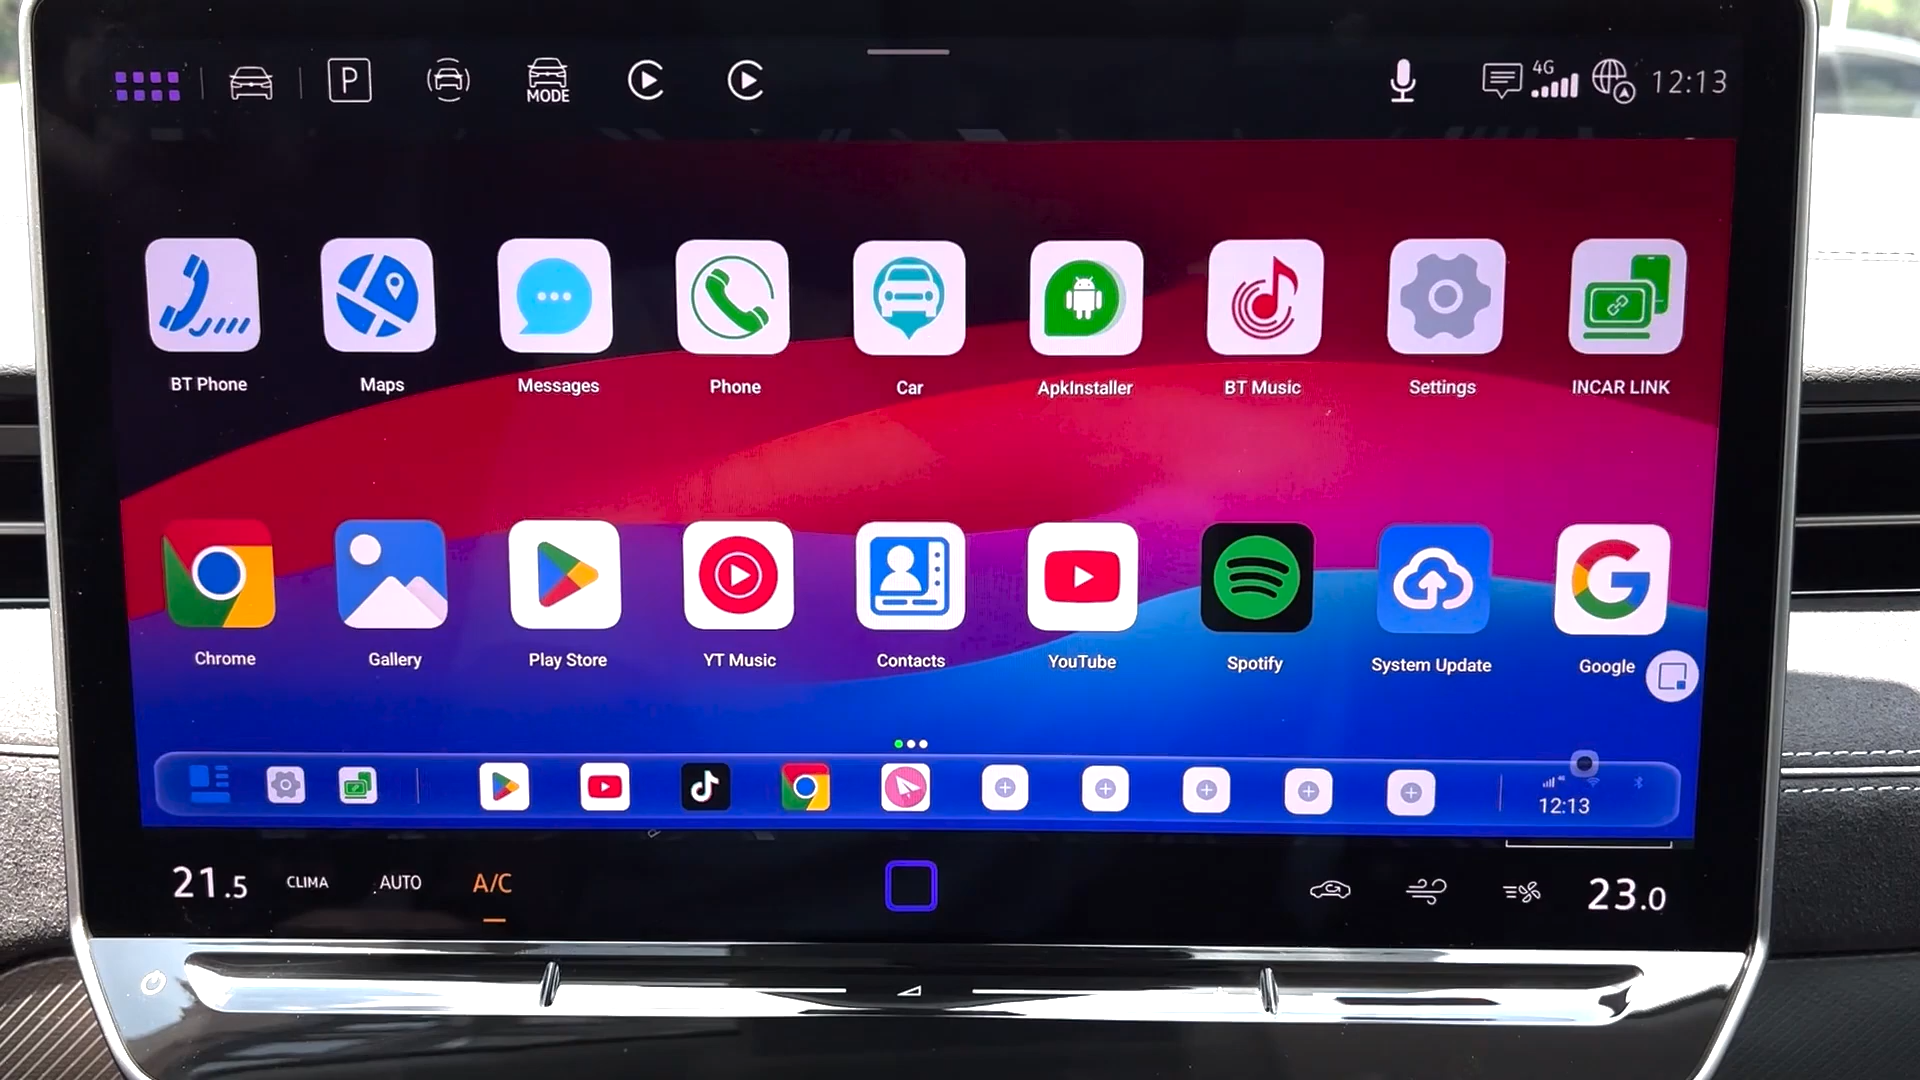 P
MODE
4G
12:13
BT Phone
Maps
Messages
Phone
Car
ApkInstaller
BT Music
Settings
INCAR LINK
Chrome
Gallery
Play Store
YT Music
Contacts
YouTube
Spotify
System Update
Google
12:13
21.5
CLIMA
AUTO
A/C
23.0